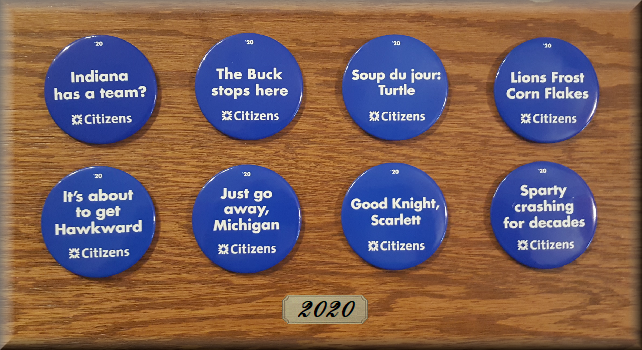 '20
Indiana
has a team?
Citizens
'20
The Buck
stops here
Citizens
'20
Soup du jour:
Turtle
Citizens
'20
Lions Frost
Corn Flakes
Citizens
'20
It's about
to get
Hawkward
Citizens
'20
Just go
away,
Michigan
Citizens
'20
Good Knight,
Scarlett
Citizens
'20
Sparty
crashing
for decades
Citizens
2020